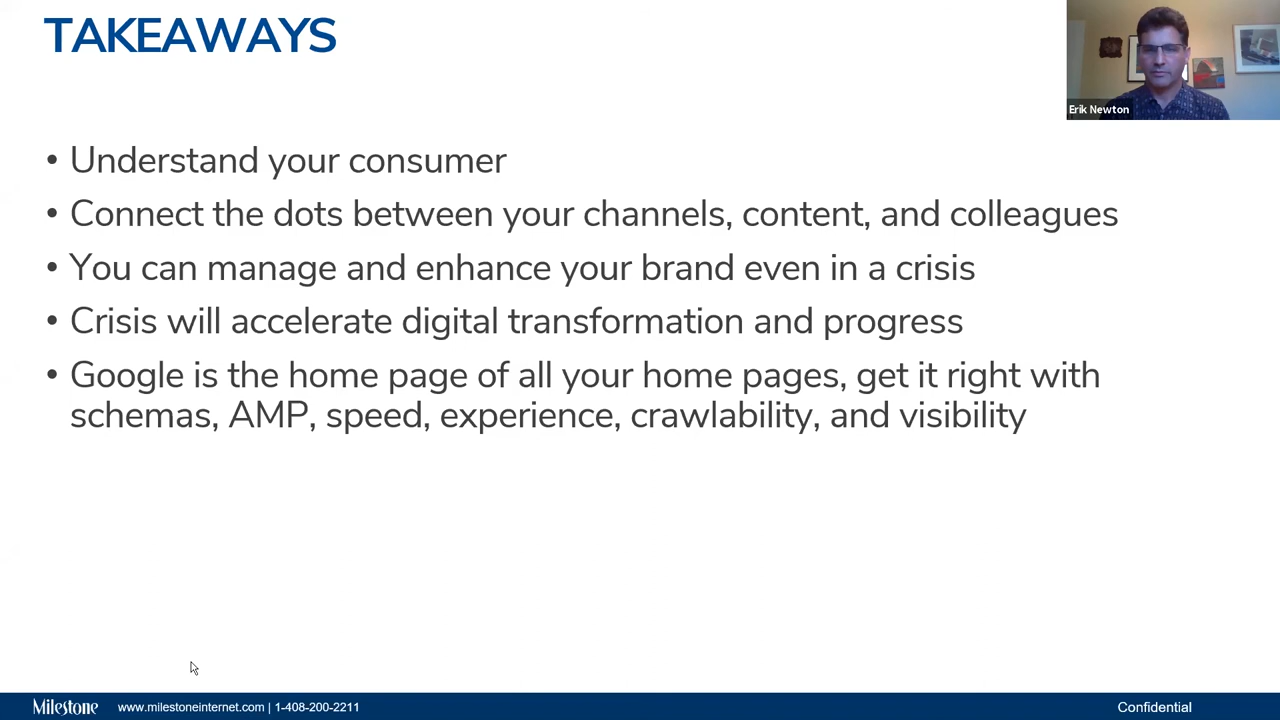 TAKEAWAYS
Erik Newton
• Understand your consumer
• Connect the dots between your channels, content, and colleagues
• You can manage and enhance your brand even in a crisis
• Crisis will accelerate digital transformation and progress
• Google is the home page of all your home pages, get it right with
schemas, AMP, speed, experience, crawlability, and visibility
Milestone www.milestoneinternet.com | 1-408-200-2211 Confidential